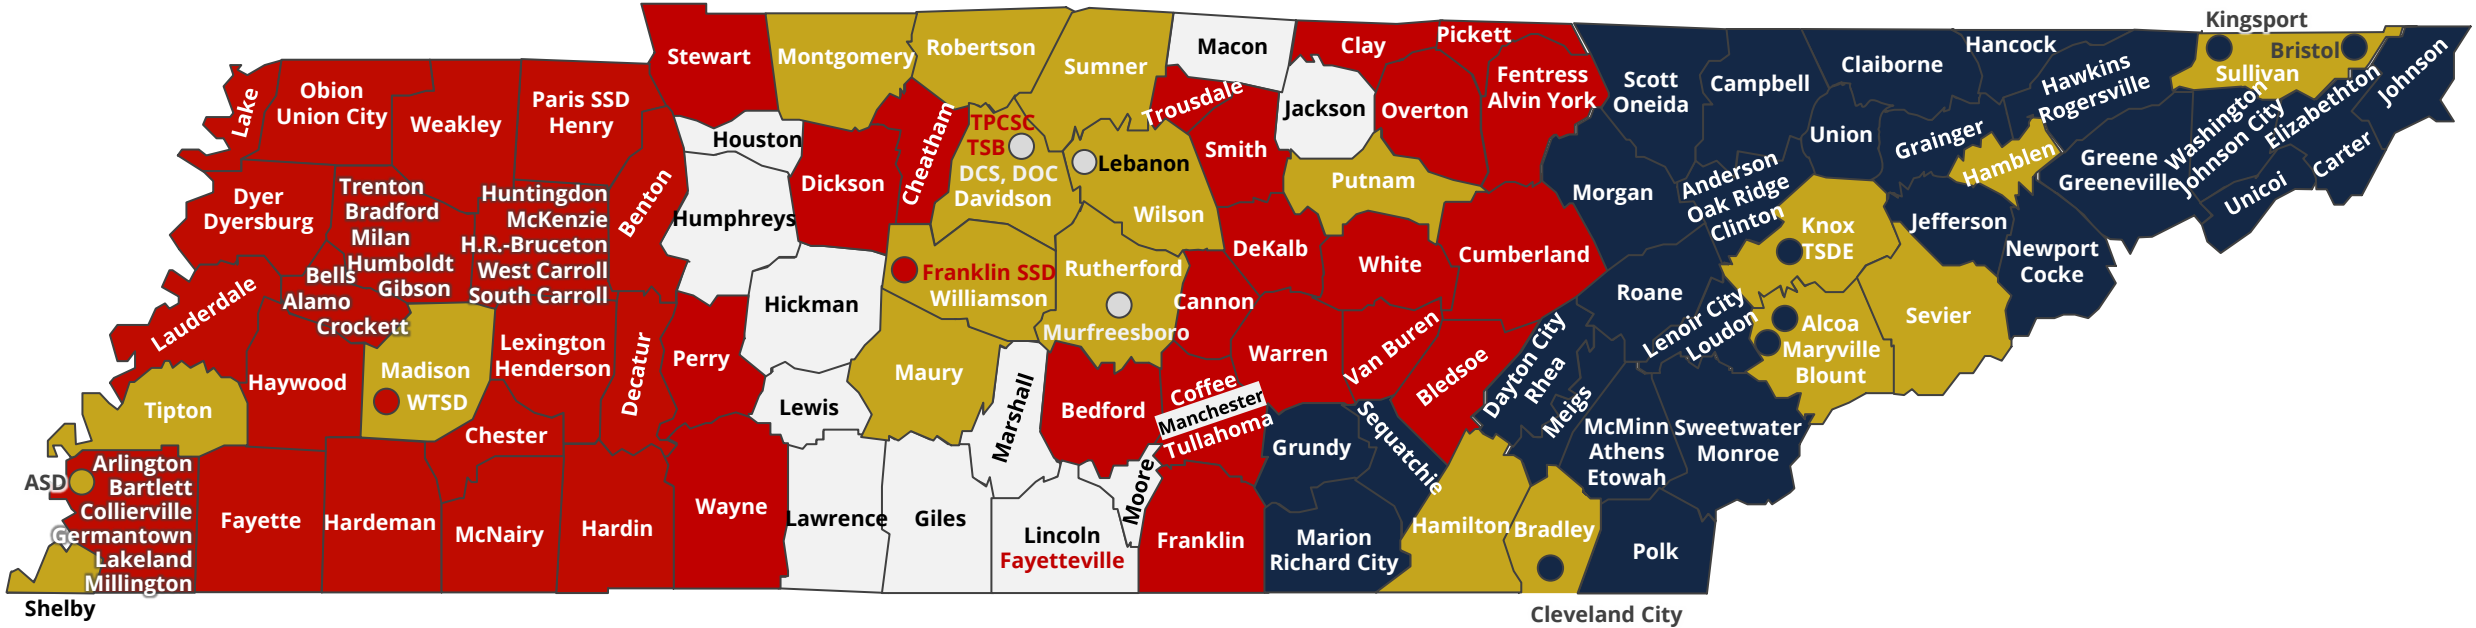 Lake
Obion
Union City
Weakley
Paris SSD
Henry
Stewart
Montgomery
Robertson
Sumner
Macon
Clay
Pickett
Fentress
Alvin York
Overton
Jackson
Trousdale
Smith
Scott
Oneida
Campbell
Claiborne
Hancock
Hawkins
Rogersville
Kingsport
Bristol
Sullivan
Johnson
Washington
Johnson City
Elizabethton
Carter
Unicoi
Greene
Greeneville
Hamblen
Grainger
Union
Anderson
Oak Ridge
Clinton
Morgan
Putnam
Lebanon
Wilson
TPCSC
TSB
DCS, DOC
Davidson
Cheatham
Dickson
Houston
Humphreys
Benton
Huntingdon
McKenzie
H.R.-Bruceton
West Carroll
South Carroll
Trenton
Bradford
Milan
Humboldt
Gibson
Dyer
Dyersburg
Bells
Alamo
Crockett
Lauderdale
Haywood
Tipton
Madison
WTSD
Lexington
Henderson
Chester
Decatur
Perry
Hickman
Lewis
Franklin SSD
Williamson
Rutherford
Murfreesboro
Maury
Marshall
Bedford
Cannon
DeKalb
White
Cumberland
Warren
Van Buren
Bledsoe
Coffee
Manchester
Tullahoma
Grundy
Sequatchie
Dayton City
Rhea
Meigs
Roane
Lenoir City
Loudon
Knox
TSDE
Jefferson
Newport
Cocke
Sevier
Alcoa
Maryville
Blount
Sweetwater
Monroe
McMinn
Athens
Etowah
Polk
Bradley
Cleveland City
Hamilton
Marion
Richard City
Franklin
Moore
Lincoln
Fayetteville
Giles
Lawrence
Wayne
Hardin
McNairy
Hardeman
Fayette
ASD
Arlington
Bartlett
Collierville
Germantown
Lakeland
Millington
Shelby